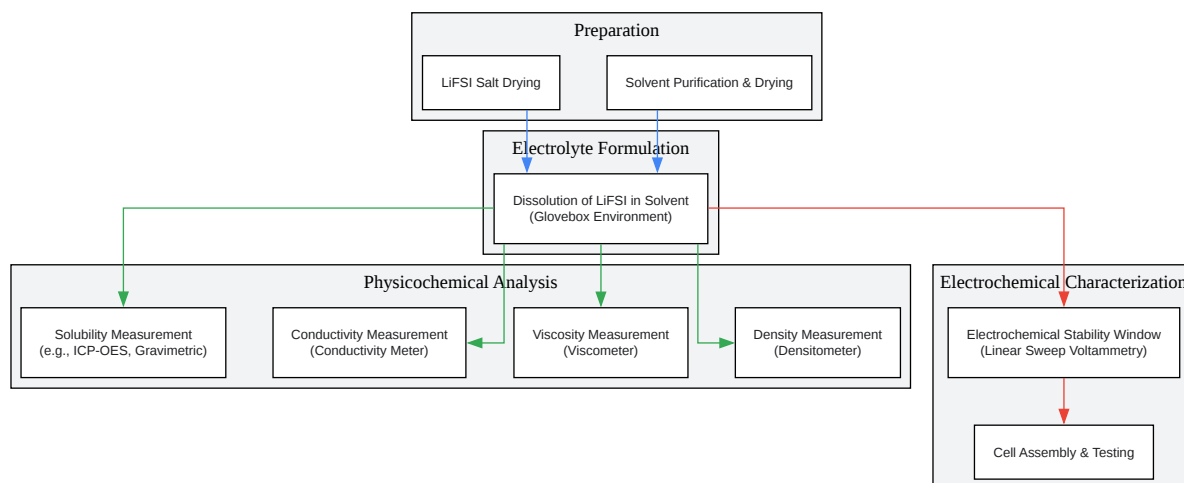 Preparation
LiFSI Salt Drying
Solvent Purification & Drying
Electrolyte Formulation
Dissolution of LiFSI in Solvent
(Glovebox Environment)
Physicochemical Analysis
Solubility Measurement
(e.g., ICP-OES, Gravimetric)
Conductivity Measurement
(Conductivity Meter)
Viscosity Measurement
(Viscometer)
Density Measurement
(Densitometer)
Electrochemical Characterization
Electrochemical Stability Window
(Linear Sweep Voltammetry)
Cell Assembly & Testing